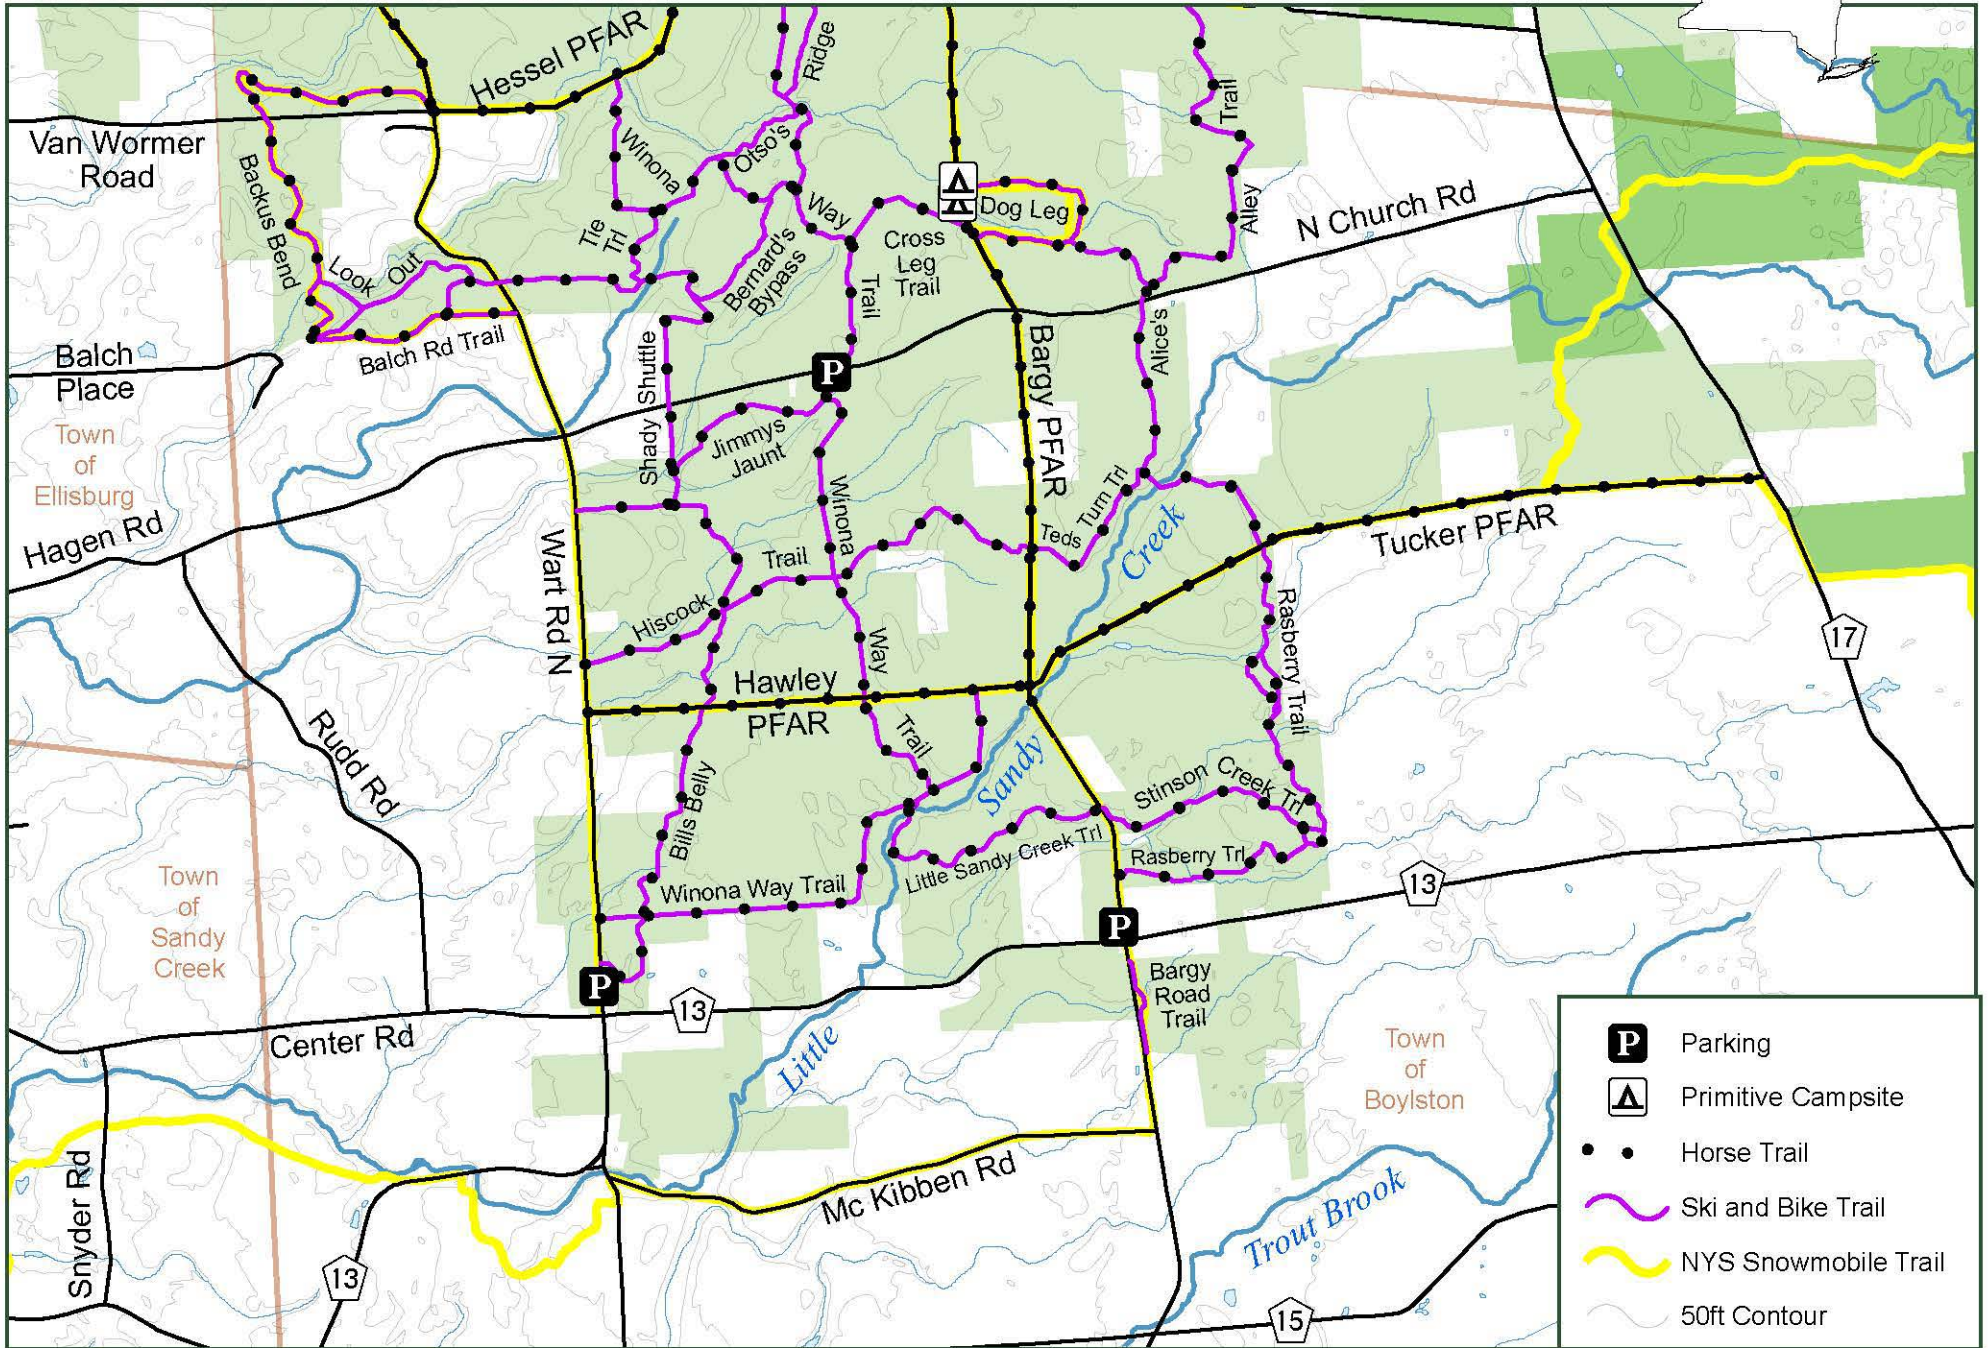 Hessel PFAR
Ridge
Trail
Van Wormer
Road
Winona
Otso's
Backus Bend
Alley
Dog Leg
N Church Rd
Way
Tie
Trl
Cross
Leg
Trail
Look Out
Bernard's
Bypass
Trail
Balch Rd Trail
Balch
Place
Shady Shuttle
P
Bargy PFAR
Alice's
Town
of
Ellisburg
Jimmys
Jaunt
Hagen Rd
Winona
Teds Turn Trl
Creek
Tucker PFAR
Wart Rd N
Trail
Hiscock
Way
Rasberry Trail
17
Hawley
PFAR
Rudd Rd
Trail
Sandy
Stinson Creek Trl
Bills Belly
Little Sandy Creek Trl
Rasberry Trl
Winona Way Trail
13
Town
of
Sandy
Creek
P
P
Bargy
Road
Trail
13
Center Rd
Little
Town
of
Boylston
Snyder Rd
Mc Kibben Rd
Trout Brook
13
15
P Parking
Primitive Campsite
Horse Trail
Ski and Bike Trail
NYS Snowmobile Trail
50ft Contour